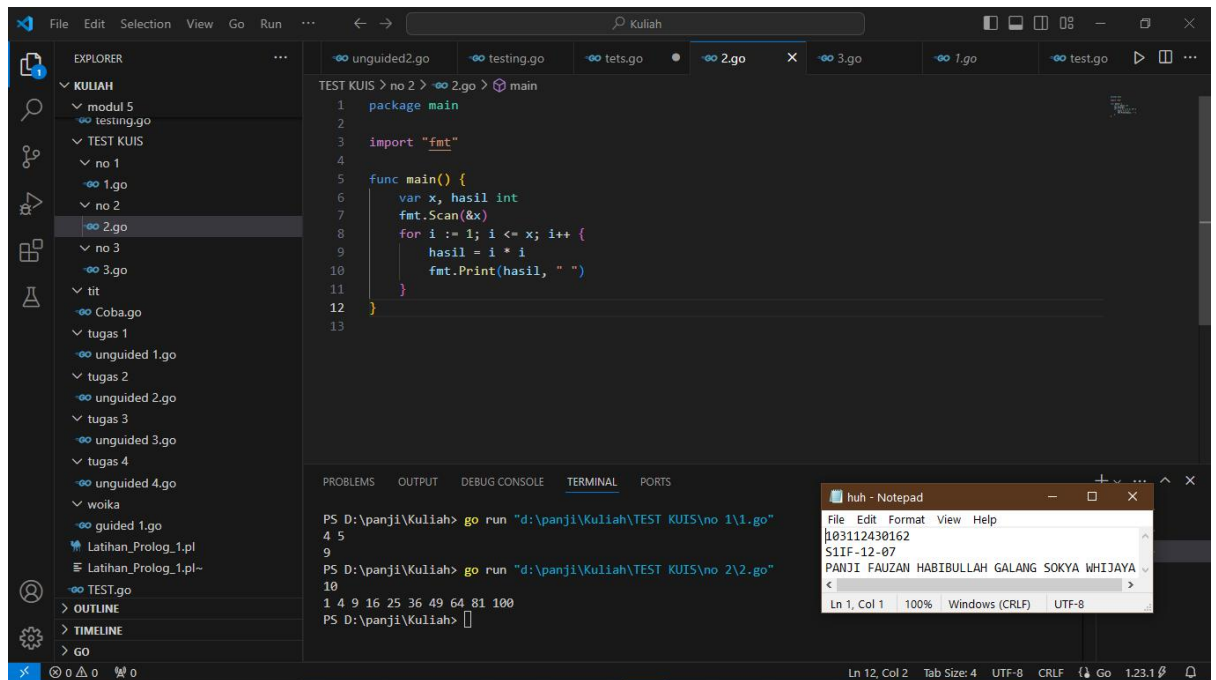 File Edit Selection View Go Run ··· Kuliah
EXPLORER ···
KULIAH
modul 5
testing.go
TEST KUIS
no 1
1.go
no 2
2.go
no 3
3.go
tit
Coba.go
tugas 1
unguided 1.go
tugas 2
unguided 2.go
tugas 3
unguided 3.go
tugas 4
unguided 4.go
woika
guided 1.go
Latihan_Prolog_1.pl
Latihan_Prolog_1.pl~
TEST.go
OUTLINE
TIMELINE
GO
unguided2.go testing.go tets.go 2.go 3.go 1.go test.go
TEST KUIS > no 2 > 2.go > main
1 package main
2
3 import "fmt"
4
5 func main() {
6 var x, hasil int
7 fmt.Scan(&x)
8 for i := 1; i <= x; i++ {
9 hasil = i * i
10 fmt.Print(hasil, " ")
11 }
12 }
13
PROBLEMS OUTPUT DEBUG CONSOLE TERMINAL PORTS
PS D:\panji\Kuliah> go run "d:\panji\Kuliah\TEST KUIS\no 1\1.go"
4 5
9
PS D:\panji\Kuliah> go run "d:\panji\Kuliah\TEST KUIS\no 2\2.go"
10
1 4 9 16 25 36 49 64 81 100
PS D:\panji\Kuliah>
huh - Notepad
File Edit Format View Help
103112430162
S1IF-12-07
PANJI FAUZAN HABIBULLAH GALANG SOKYA WHIJAYA
Ln 1, Col 1 100% Windows (CRLF) UTF-8
1
0 0 0 Ln 12, Col 2 Tab Size: 4 UTF-8 CRLF Go 1.23.1